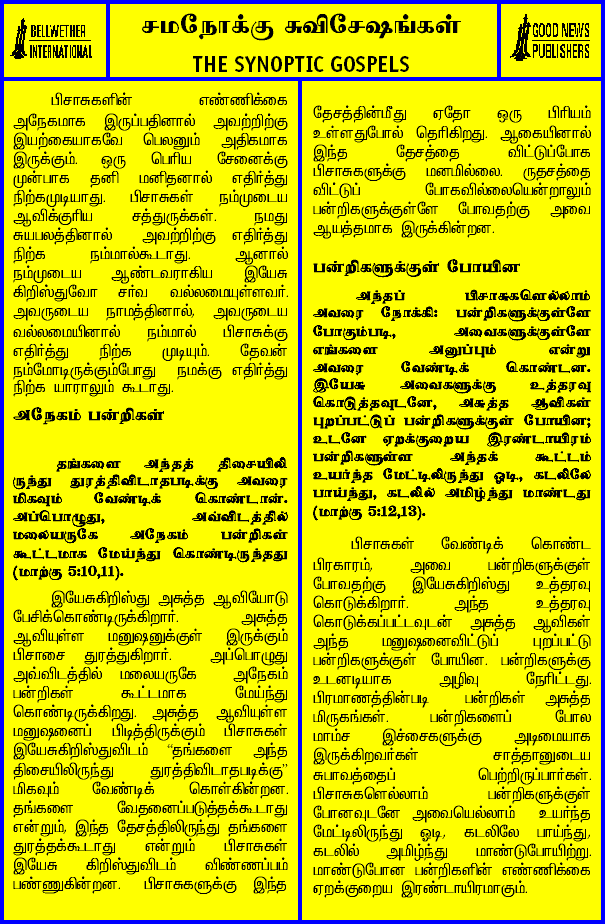 BELLWETHER
INTERNATIONAL
சமநோக்கு சுவிசேஷங்கள்
THE SYNOPTIC GOSPELS
GOOD NEWS
PUBLISHERS
பிசாசுகளின் எண்ணிக்கை
அநேகமாக இருப்பதினால் அவற்றிற்கு
இயற்கையாகவே பெலனும் அதிகமாக
இருக்கும். ஒரு பெரிய சேனைக்கு
முன்பாக தனி மனிதனால் எதிர்த்து
நிற்கமுடியாது. பிசாசுகள் நம்முடைய
ஆவிக்குரிய சத்துருக்கள். நமது
சுயபலத்தினால் அவற்றிற்கு எதிர்த்து
நிற்க நம்மால்கூடாது. ஆனால்
நம்முடைய ஆண்டவராகிய இயேசு
கிறிஸ்துவோ சர்வ வல்லமையுள்ளவர்.
அவருடைய நாமத்தினால், அவருடைய
வல்லமையினால் நம்மால் பிசாசுக்கு
எதிர்த்து நிற்க முடியும். தேவன்
நம்மோடிருக்கும்போது நமக்கு எதிர்த்து
நிற்க யாராலும் கூடாது.
அநேகம் பன்றிகள்
தங்களை அந்தத் திசையிலி
ருந்து துரத்திவிடாதபடிக்கு அவரை
மிகவும் வேண்டிக் கொண்டான்.
அப்பொழுது, அவ்விடத்தில்
மலையருகே அநேகம் பன்றிகள்
கூட்டமாக மேய்ந்து கொண்டிருந்தது
(மாற்கு 5:10,11).
இயேசுகிறிஸ்து அசுத்த ஆவியோடு
பேசிக்கொண்டிருக்கிறார். அசுத்த
ஆவியுள்ள மனுஷனுக்குள் இருக்கும்
பிசாசை துரத்துகிறார். அப்பொழுது
அவ்விடத்தில் மலையருகே அநேகம்
பன்றிகள் கூட்டமாக மேய்ந்து
கொண்டிருக்கிறது. அசுத்த ஆவியுள்ள
மனுஷனைப் பிடித்திருக்கும் பிசாசுகள்
இயேசுகிறிஸ்துவிடம் “தங்களை அந்த
திசையிலிருந்து துரத்திவிடாதபடிக்கு”
மிகவும் வேண்டிக் கொள்கின்றன.
தங்களை வேதனைப்படுத்தக்கூடாது
என்றும், இந்த தேசத்திலிருந்து தங்களை
துரத்தக்கூடாது என்றும் பிசாசுகள்
இயேசு கிறிஸ்துவிடம் விண்ணப்பம்
பண்ணுகின்றன. பிசாசுகளுக்கு இந்த
தேசத்தின்மீது ஏதோ ஒரு பிரியம்
உள்ளதுபோல் தெரிகிறது. ஆகையினால்
இந்த தேசத்தை விட்டுப்போக
பிசாசுகளுக்கு மனமில்லை. ருதசத்தை
விட்டுப் போகவில்லையென்றாலும்
பன்றிகளுக்குள்ளே போவதற்கு அவை
ஆயத்தமாக இருக்கின்றன.
பன்றிகளுக்குள் போயின
அந்தப் பிசாசுகளெல்லாம்
அவரை நோக்கி: பன்றிகளுக்குள்ளே
போகும்படி, அவைகளுக்குள்ளே
எங்களை அனுப்பும் என்று
அவரை வேண்டிக் கொண்டன.
இயேசு அவைகளுக்கு உத்தரவு
கொடுத்தவுடனே, அசுத்த ஆவிகள்
புறப்பட்டுப் பன்றிகளுக்குள் போயின;
உடனே ஏறக்குறைய இரண்டாயிரம்
பன்றிகளுள்ள அந்தக் கூட்டம்
உயர்ந்த மேட்டிலிருந்து ஓடி, கடலிலே
பாய்ந்து, கடலில் அமிழ்ந்து மாண்டது
(மாற்கு 5:12,13).
பிசாசுகள் வேண்டிக் கொண்ட
பிரகாரம், அவை பன்றிகளுக்குள்
போவதற்கு இயேசுகிறிஸ்து உத்தரவு
கொடுக்கிறார். அந்த உத்தரவு
கொடுக்கப்பட்டவுடன் அசுத்த ஆவிகள்
அந்த மனுஷனைவிட்டுப் புறப்பட்டு
பன்றிகளுக்குள் போயின. பன்றிகளுக்கு
உடனடியாக அழிவு நேரிட்டது.
பிரமாணத்தின்படி பன்றிகள் அசுத்த
மிருகங்கள். பன்றிகளைப் போல
மாம்ச இச்சைகளுக்கு அடிமையாக
இருக்கிறவர்கள் சாத்தானுடைய
சுபாவத்தைப் பெற்றிருப்பார்கள்.
பிசாசுகளெல்லாம் பன்றிகளுக்குள்
போனவுடனே அவையெல்லாம் உயர்ந்த
மேட்டிலிருந்து ஓடி, கடலிலே பாய்ந்து,
கடலில் அமிழ்ந்து மாண்டுபோயிற்று.
மாண்டுபோன பன்றிகளின் எண்ணிக்கை
ஏறக்குறைய இரண்டாயிரமாகும்.